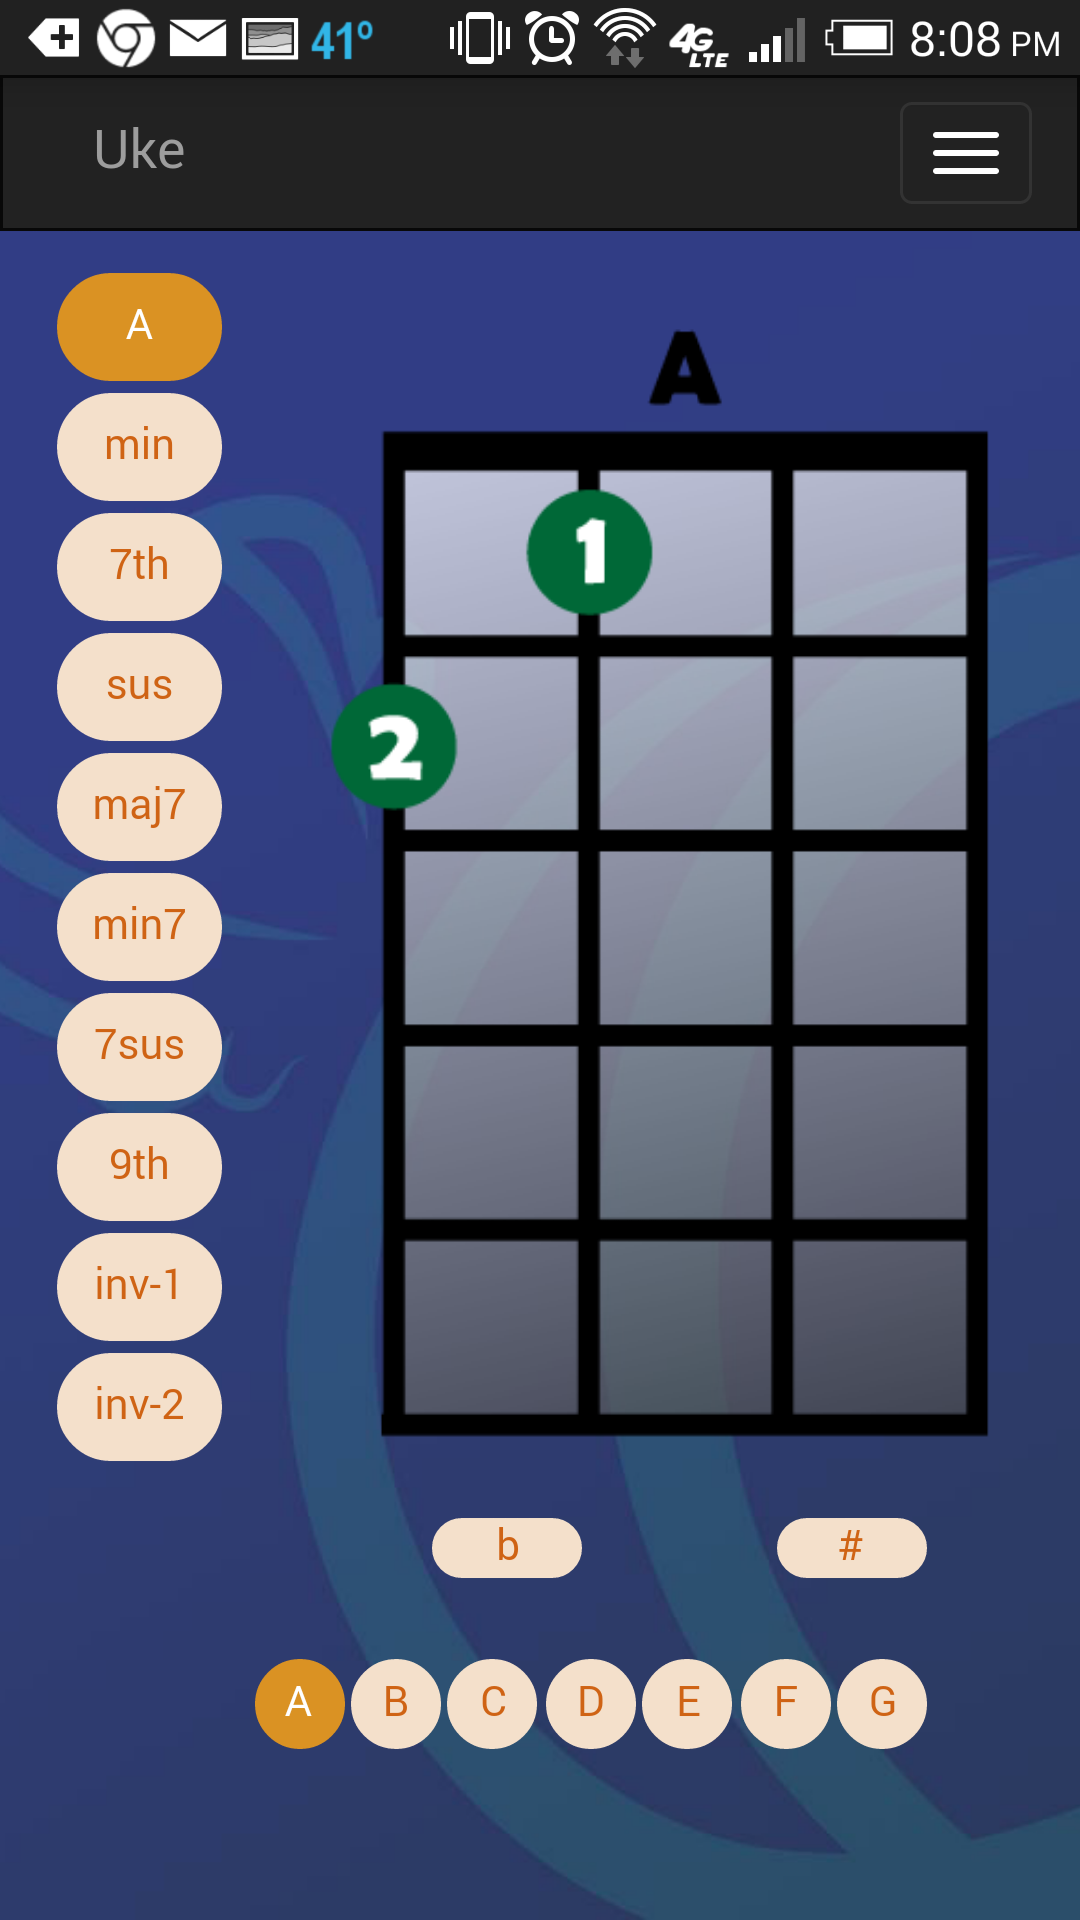 41° 4G LTE 8:08 PM
Uke
A
A
min
7th
1
sus
2
maj7
min7
7sus
9th
inv-1
inv-2
b #
A B C D E F G